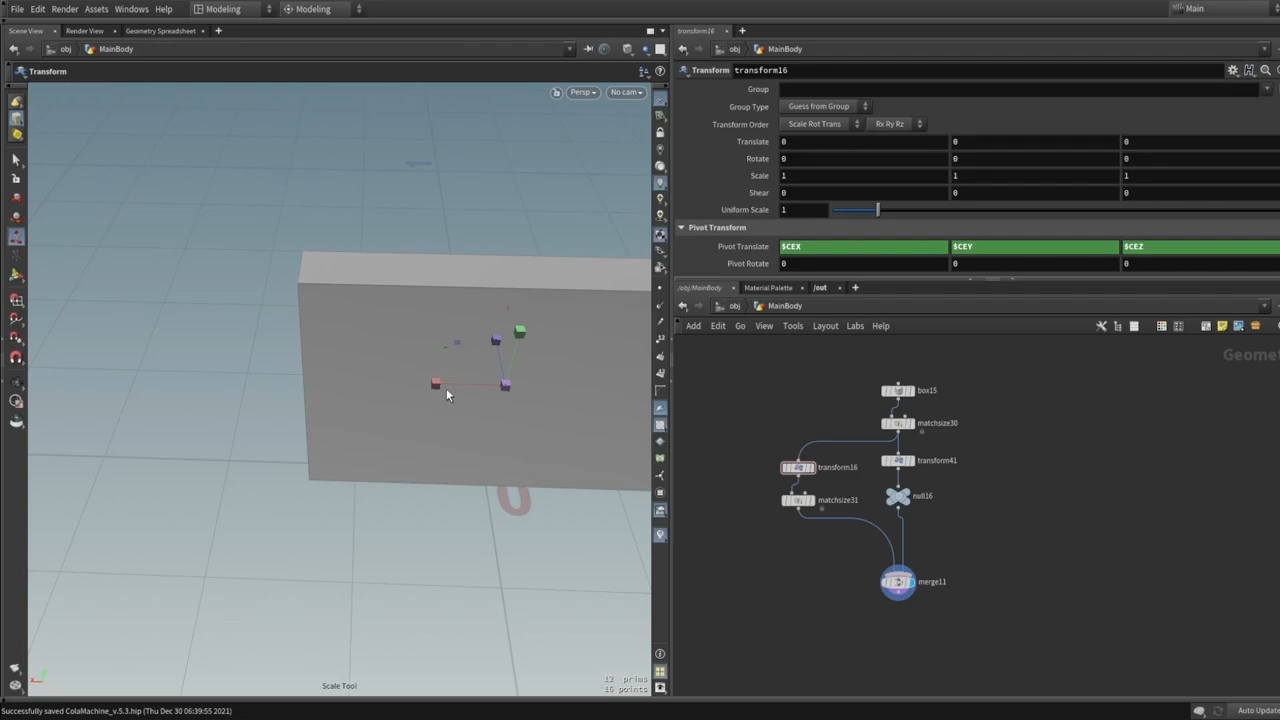 File Edit Render Assets Windows Help Modeling Modeling Main
Scene View Render View Geometry Spreadsheet
obj MainBody
Transform
Persp No cam
Scale Tool
12 prims
16 points
transform16
obj MainBody
Transform transform16
Group
Group Type Guess from Group
Transform Order Scale Rot Trans Rx Ry Rz
Translate 0 0 0
Rotate 0 0 0
Scale 1 1 1
Shear 0 0 0
Uniform Scale 1
Pivot Transform
Pivot Translate $CEX $CEY $CEZ
Pivot Rotate 0 0 0
/obj/MainBody Material Palette /out
obj MainBody
Add Edit Go View Tools Layout Labs Help
Geomet
box15
matchsize30
transform16 transform41
matchsize31 null16
merge11
Successfully saved ColaMachine_v.5.3.hip (Thu Dec 30 06:39:55 2021) Auto Update